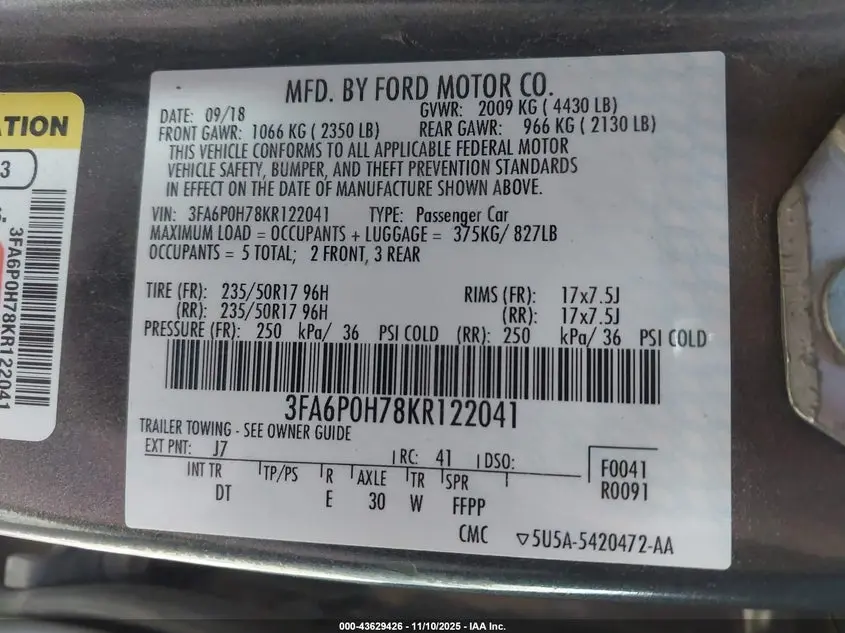 ATION
3
3FA6P0H78KR122041
MFD. BY FORD MOTOR CO.
DATE: 09/18 GVWR: 2009 KG ( 4430 LB)
FRONT GAWR: 1066 KG ( 2350 LB) REAR GAWR: 966 KG ( 2130 LB)
THIS VEHICLE CONFORMS TO ALL APPLICABLE FEDERAL MOTOR
VEHICLE SAFETY, BUMPER, AND THEFT PREVENTION STANDARDS
IN EFFECT ON THE DATE OF MANUFACTURE SHOWN ABOVE.
VIN: 3FA6P0H78KR122041 TYPE: Passenger Car
MAXIMUM LOAD = OCCUPANTS + LUGGAGE = 375KG/ 827LB
OCCUPANTS = 5 TOTAL; 2 FRONT, 3 REAR
TIRE (FR): 235/50R17 96H RIMS (FR): 17x7.5J
(RR): 235/50R17 96H (RR): 17x7.5J
PRESSURE (FR): 250 kPa/ 36 PSI COLD (RR): 250 kPa/ 36 PSI COLD
3FA6P0H78KR122041
TRAILER TOWING - SEE OWNER GUIDE
EXT PNT: J7 RC: 41 DSO: F0041
INT TR TP/PS R AXLE TR SPR R0091
DT E 30 W FFPP
CMC ▽5U5A-5420472-AA
000-43629426 - 11/10/2025 - IAA Inc.